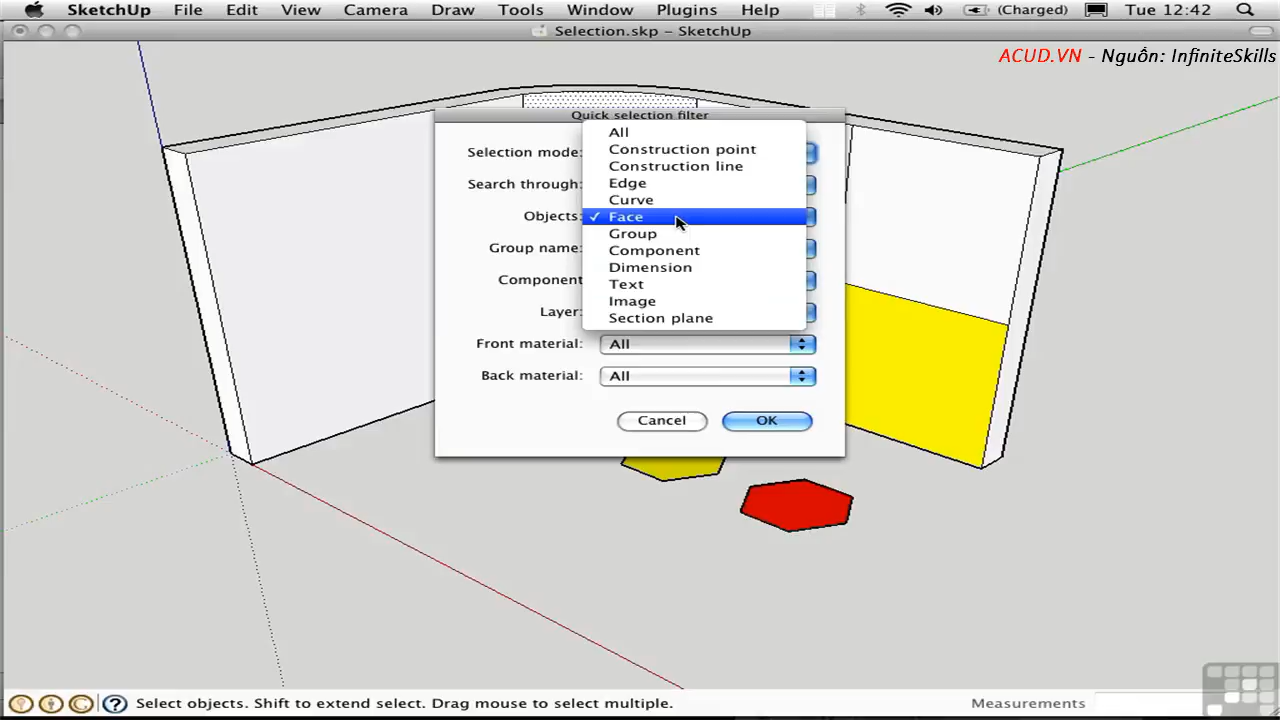 SketchUp File Edit View Camera Draw Tools Window Plugins Help (Charged) Tue 12:42
Selection.skp – SketchUp
ACUD.VN - Nguồn: InfiniteSkills
Quick selection filter
Selection mode:
Search through:
Objects:
Group name:
Component
Layer:
All
Construction point
Construction line
Edge
Curve
✓ Face
Group
Component
Dimension
Text
Image
Section plane
Front material: All
Back material: All
Cancel OK
Select objects. Shift to extend select. Drag mouse to select multiple. Measurements